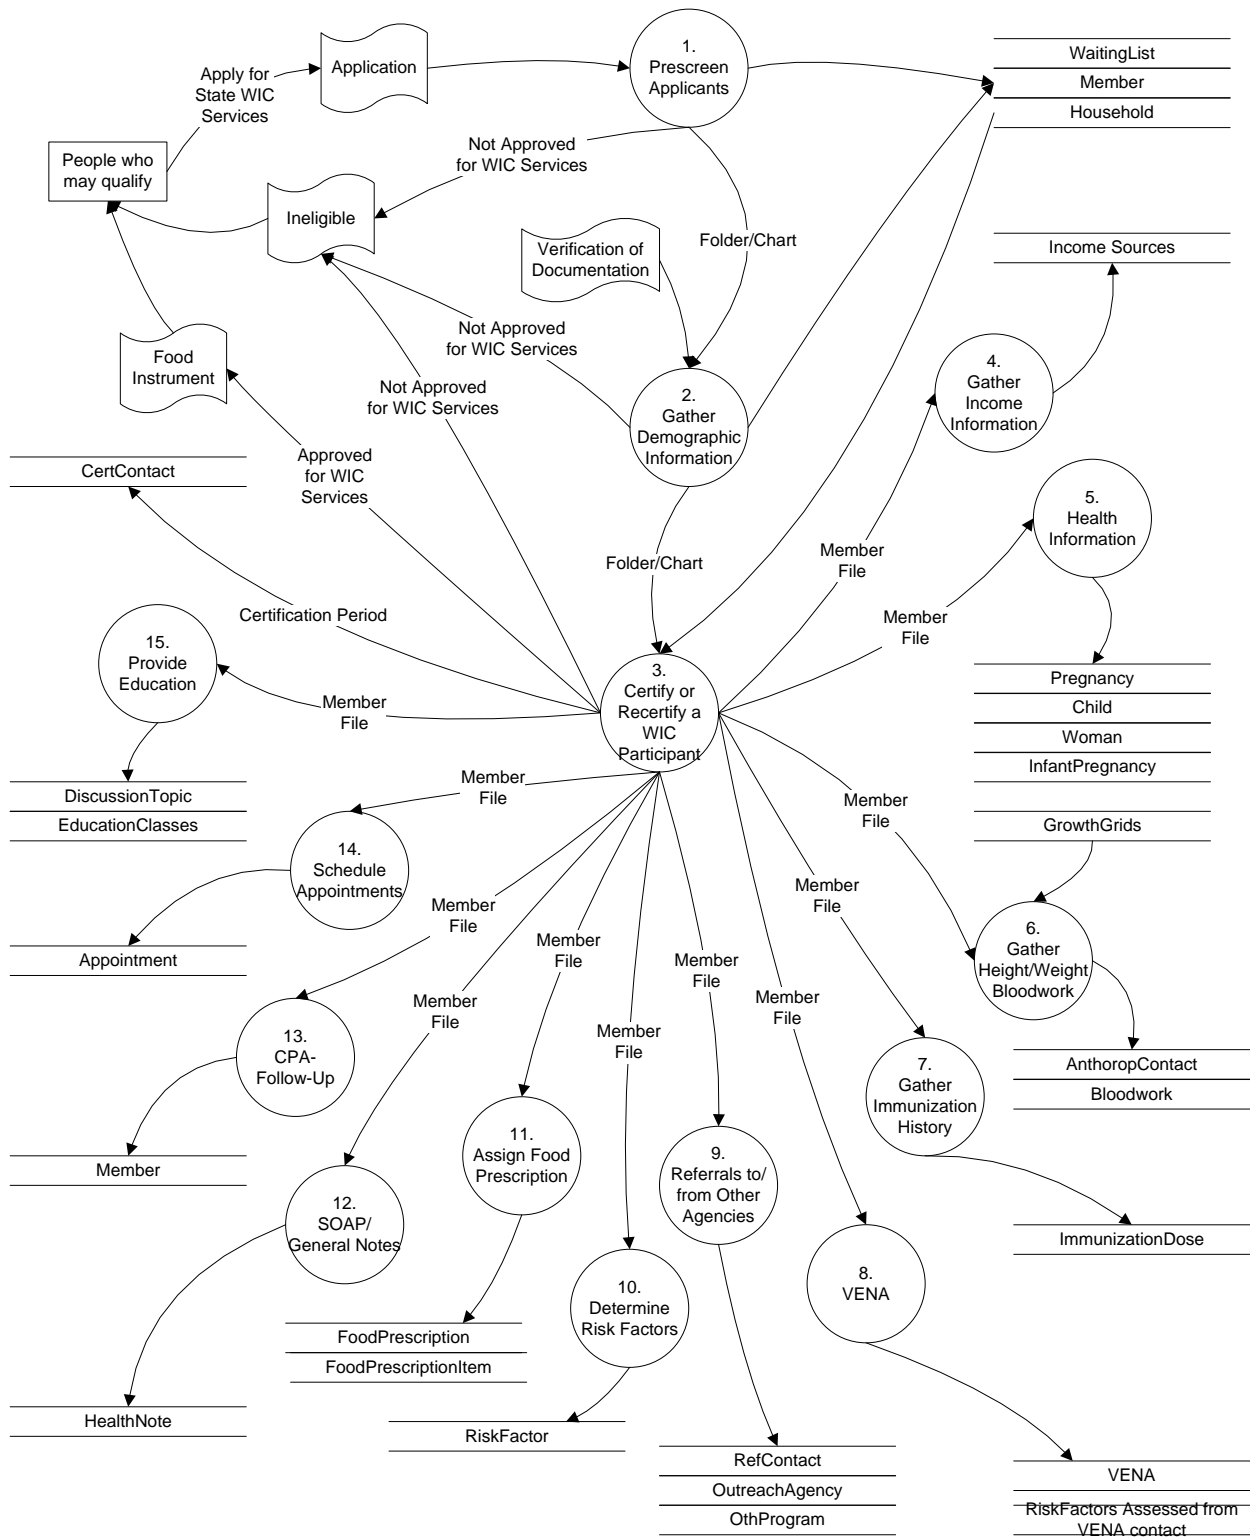 Application
1.
Prescreen
Applicants
WaitingList
Member
Household
Apply for
State WIC
Services
People who
may qualify
Not Approved
for WIC Services
Ineligible
Verification of
Documentation
Folder/Chart
Income Sources
Not Approved
for WIC Services
Food
Instrument
Not Approved
for WIC Services
2.
Gather
Demographic
Information
4.
Gather
Income
Information
CertContact
Approved
for WIC
Services
5.
Health
Information
Folder/Chart
Member
File
Member
File
Certification Period
15.
Provide
Education
Member
File
3.
Certify or
Recertify a
WIC
Participant
Pregnancy
Child
Woman
InfantPregnancy
GrowthGrids
DiscussionTopic
EducationClasses
Member
File
Member
File
14.
Schedule
Appointments
Member
File
Member
File
Member
File
Member
File
6.
Gather
Height/Weight
Bloodwork
Appointment
Member
File
Member
File
Member
File
13.
CPA-
Follow-Up
7.
Gather
Immunization
History
AnthoropContact
Bloodwork
Member
11.
Assign Food
Prescription
9.
Referrals to/
from Other
Agencies
12.
SOAP/
General Notes
ImmunizationDose
8.
VENA
10.
Determine
Risk Factors
FoodPrescription
FoodPrescriptionItem
HealthNote
RiskFactor
RefContact
OutreachAgency
OthProgram
VENA
RiskFactors Assessed from
VENA contact